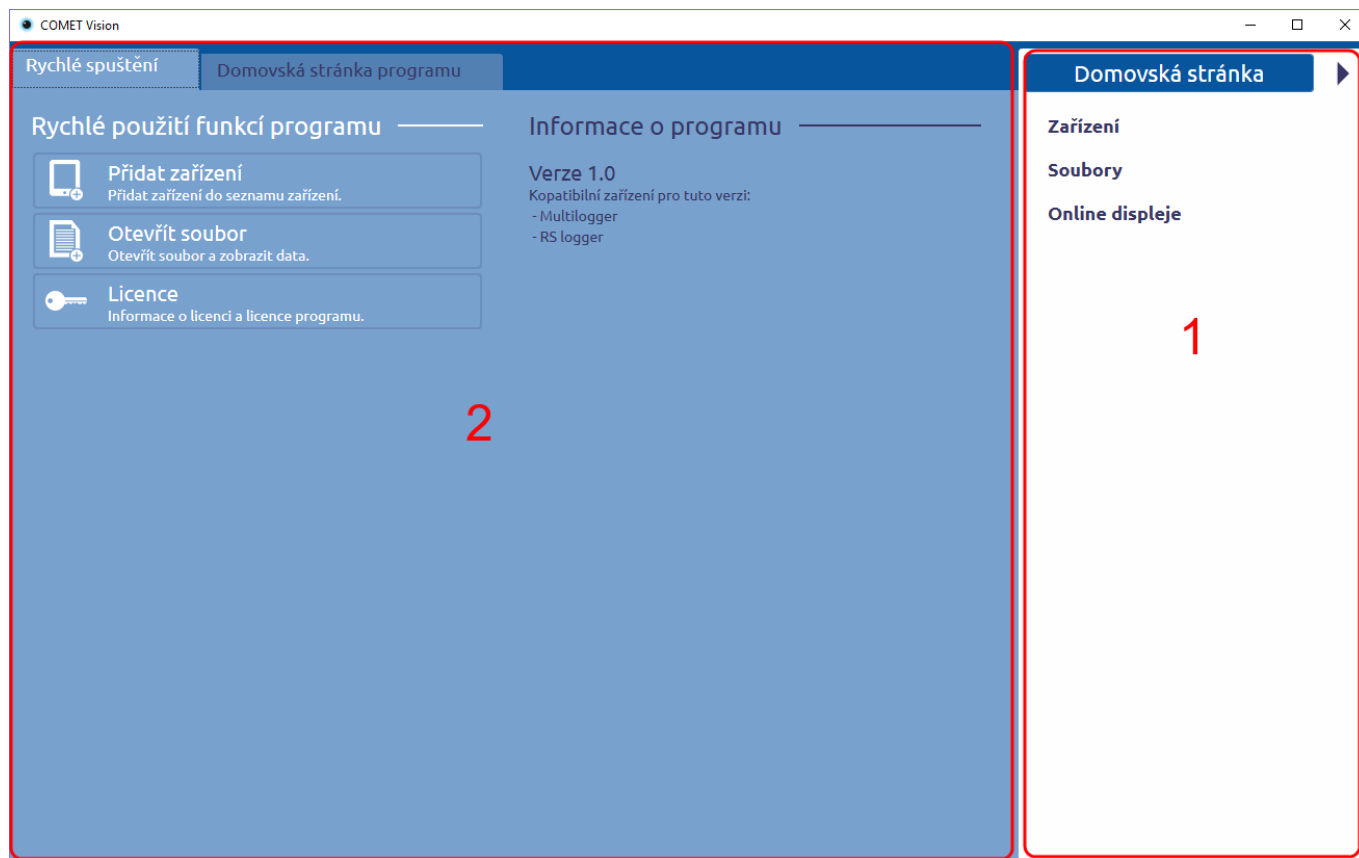 COMET Vision
Rychlé spuštění
Domovská stránka programu
Rychlé použití funkcí programu
Přidat zařízení
Přidat zařízení do seznamu zařízení.
Otevřít soubor
Otevřít soubor a zobrazit data.
Licence
Informace o licenci a licence programu.
2
Informace o programu
Verze 1.0
Kopatibilní zařízení pro tuto verzi:
- Multilogger
- RS logger
Domovská stránka
Zařízení
Soubory
Online displeje
1